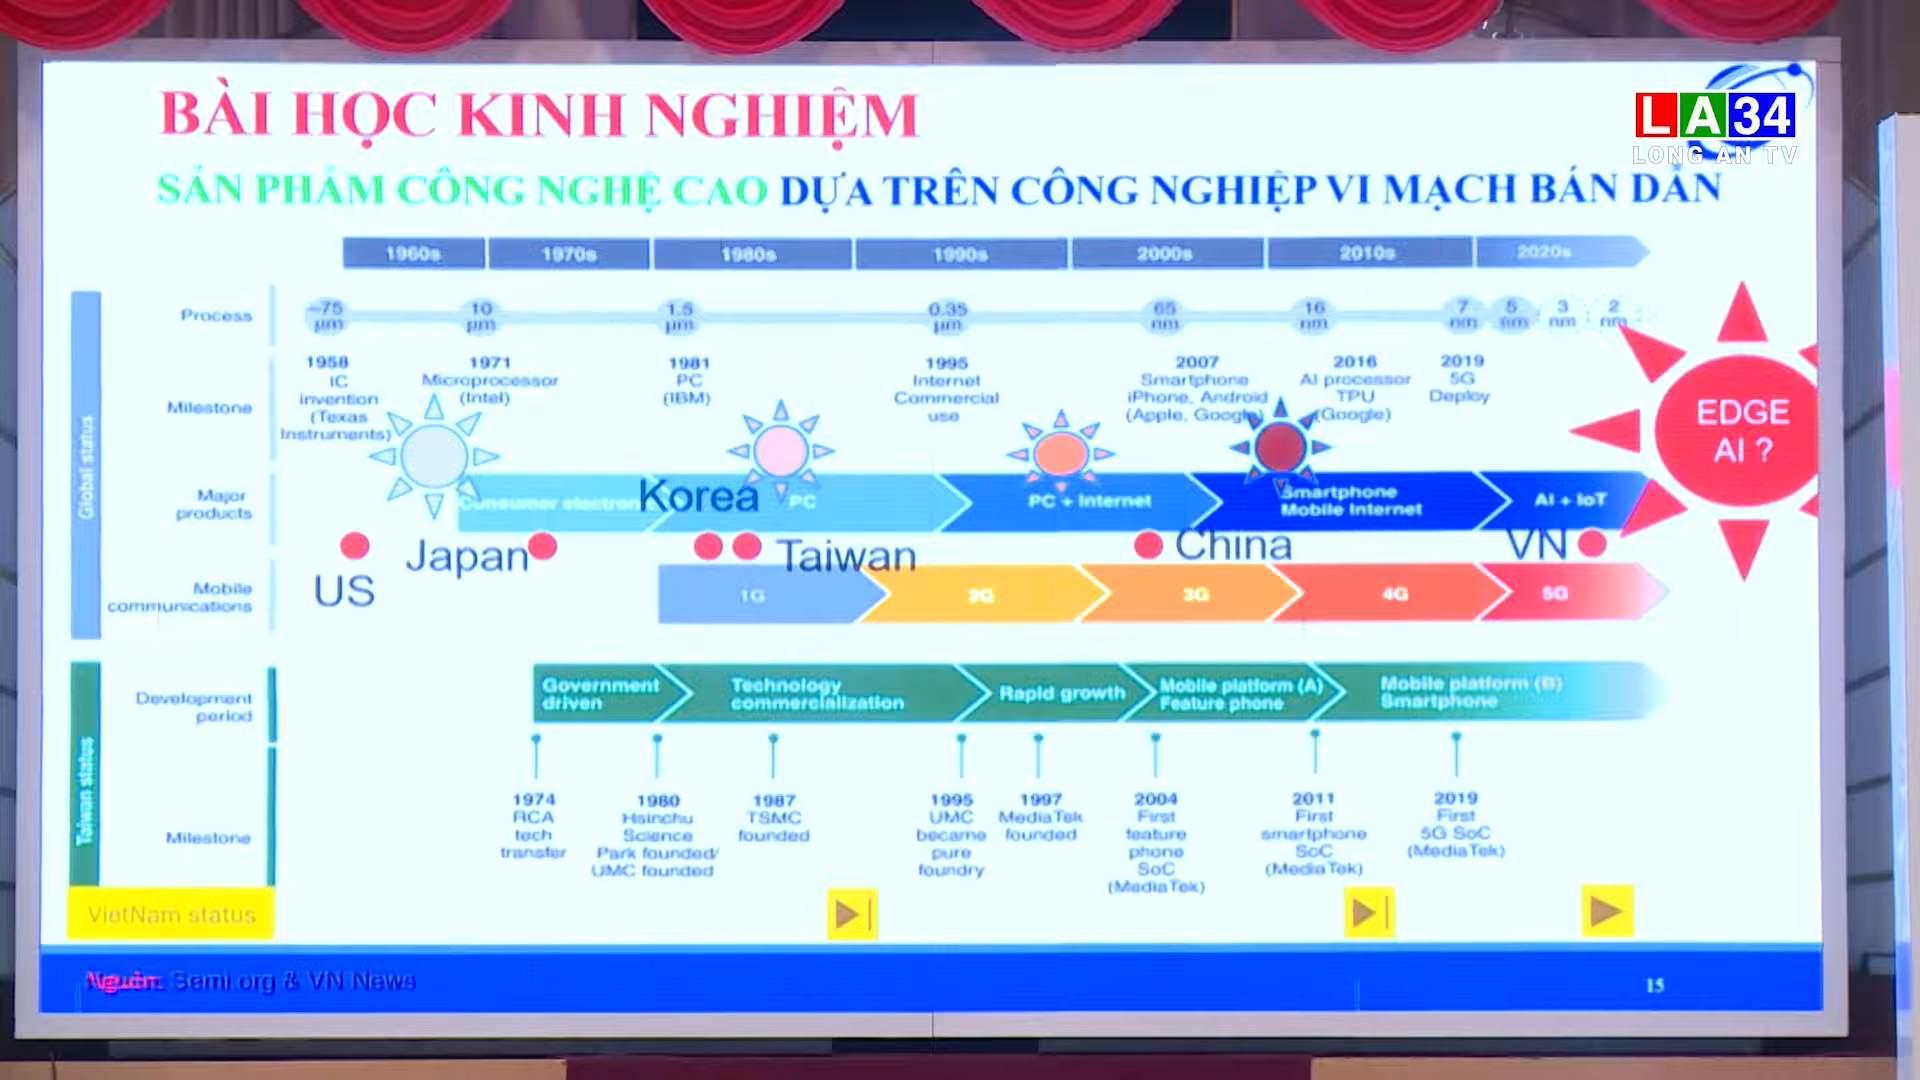 BÀI HỌC KINH NGHIỆM
LA34
LONG AN TV
SẢN PHẨM CÔNG NGHỆ CAO DỰA TRÊN CÔNG NGHIỆP VI MẠCH BÁN DẪN
1960s 1970s 1980s 1990s 2000s 2010s 2020s
Global status
Process
~75 µm
10 µm
1.5 µm
0.35 µm
65 nm
16 nm
7 nm
5 nm
3 nm
2 nm
Milestone
1958
IC
invention
(Texas
Instruments)
1971
Microprocessor
(Intel)
1981
PC
(IBM)
1995
Internet
Commercial
use
2007
Smartphone
iPhone, Android
(Apple, Google)
2016
AI processor
TPU
(Google)
2019
5G
Deploy
EDGE
AI ?
Major
products
Consumer electron
Korea
PC
PC + Internet
Smartphone
Mobile Internet
AI + IoT
US
Japan
Taiwan
China
VN
Mobile
communications
1G
2G
3G
4G
5G
Taiwan status
Development
period
Government
driven
Technology
commercialization
Rapid growth
Mobile platform (A)
Feature phone
Mobile platform (B)
Smartphone
Milestone
1974
RCA
tech
transfer
1980
Hsinchu
Science
Park founded/
UMC founded
1987
TSMC
founded
1995
UMC
became
pure
foundry
1997
MediaTek
founded
2004
First
feature
phone
SoC
(MediaTek)
2011
First
smartphone
SoC
(MediaTek)
2019
First
5G SoC
(MediaTek)
VietNam status
Nguồn: Semi.org & VN News
15